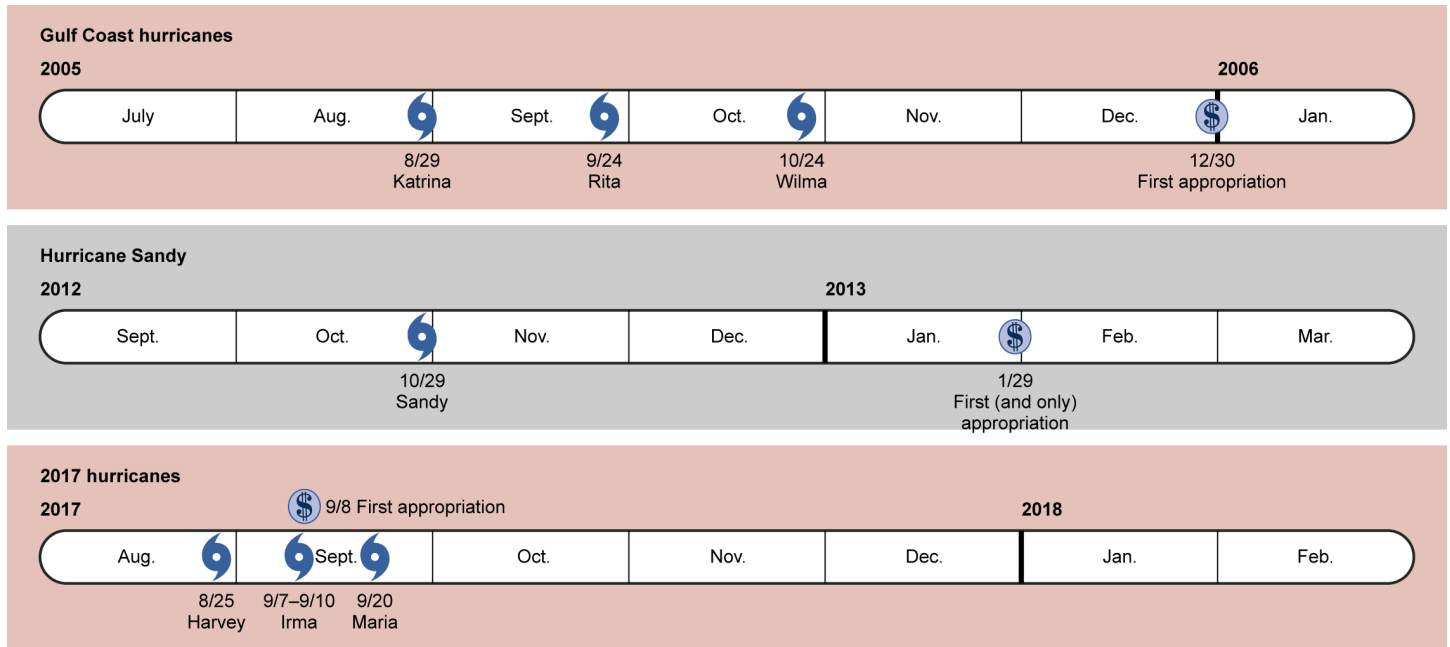 Gulf Coast hurricanes
2005 2006
July Aug. Sept. Oct. Nov. Dec. $ Jan.
8/29 9/24 10/24 12/30
Katrina Rita Wilma First appropriation
Hurricane Sandy
2012 2013
Sept. Oct. Nov. Dec. Jan. $ Feb. Mar.
10/29 1/29
Sandy First (and only)
appropriation
2017 hurricanes
$ 9/8 First appropriation
2017 2018
Aug. Sept. Oct. Nov. Dec. Jan. Feb.
8/25 9/7–9/10 9/20
Harvey Irma Maria